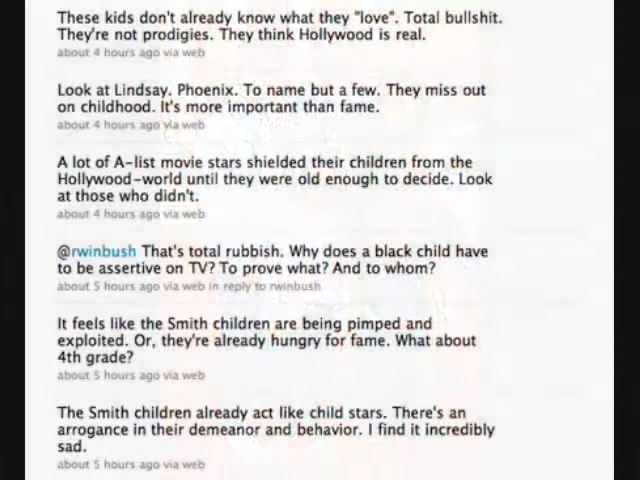 These kids don't already know what they "love". Total bullshit.
They're not prodigies. They think Hollywood is real.
about 4 hours ago via web
Look at Lindsay. Phoenix. To name but a few. They miss out
on childhood. It's more important than fame.
about 4 hours ago via web
A lot of A-list movie stars shielded their children from the
Hollywood-world until they were old enough to decide. Look
at those who didn't.
about 4 hours ago via web
@rwinbush That's total rubbish. Why does a black child have
to be assertive on TV? To prove what? And to whom?
about 5 hours ago via web in reply to rwinbush
It feels like the Smith children are being pimped and
exploited. Or, they're already hungry for fame. What about
4th grade?
about 5 hours ago via web
The Smith children already act like child stars. There's an
arrogance in their demeanor and behavior. I find it incredibly
sad.
about 5 hours ago via web